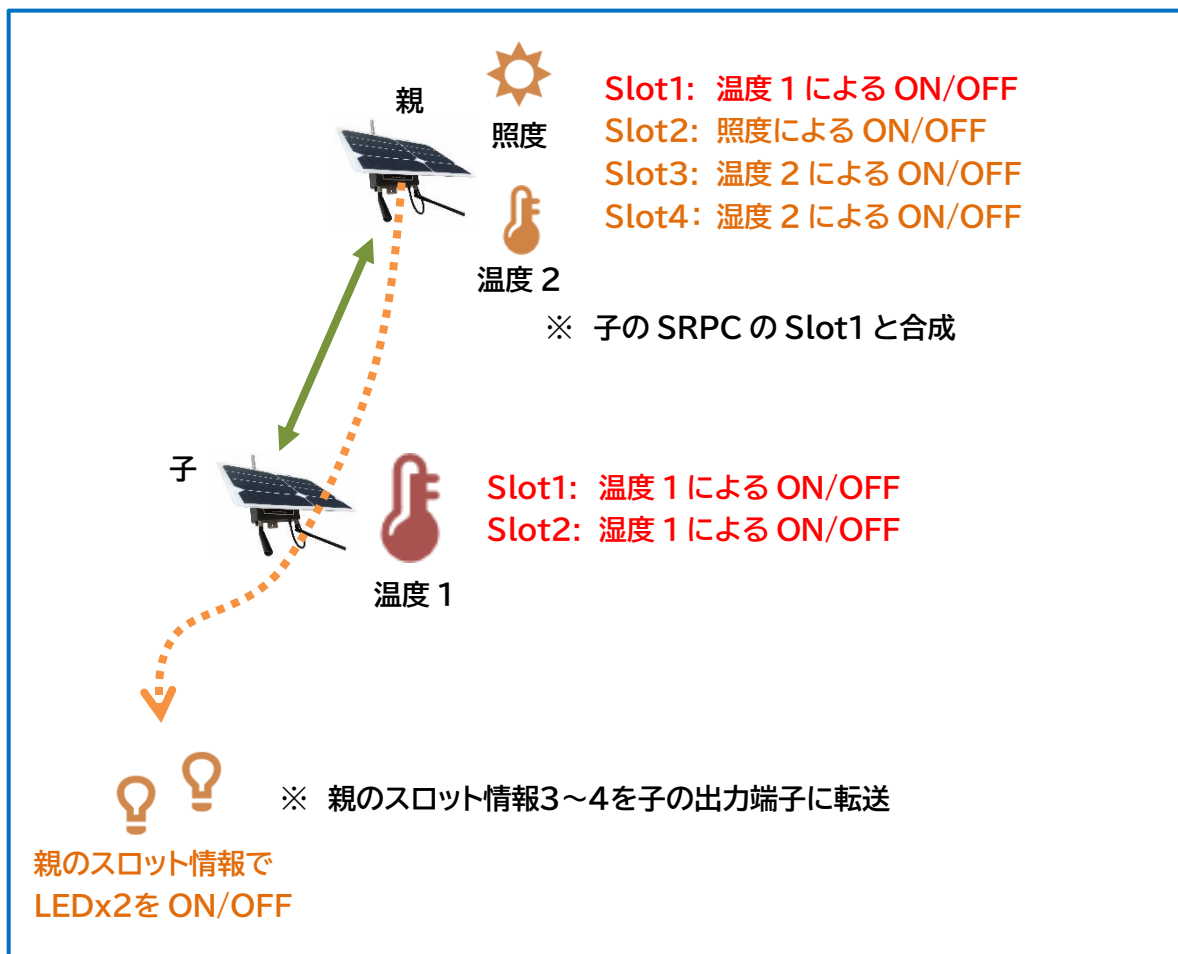 親
照度
Slot1: 温度 1 による ON/OFF
Slot2: 照度による ON/OFF
Slot3: 温度 2 による ON/OFF
Slot4: 湿度 2 による ON/OFF
温度 2
※ 子の SRPC の Slot1 と合成
子
Slot1: 温度 1 による ON/OFF
Slot2: 湿度 1 による ON/OFF
温度 1
※ 親のスロット情報3～4を子の出力端子に転送
親のスロット情報で
LEDx2を ON/OFF